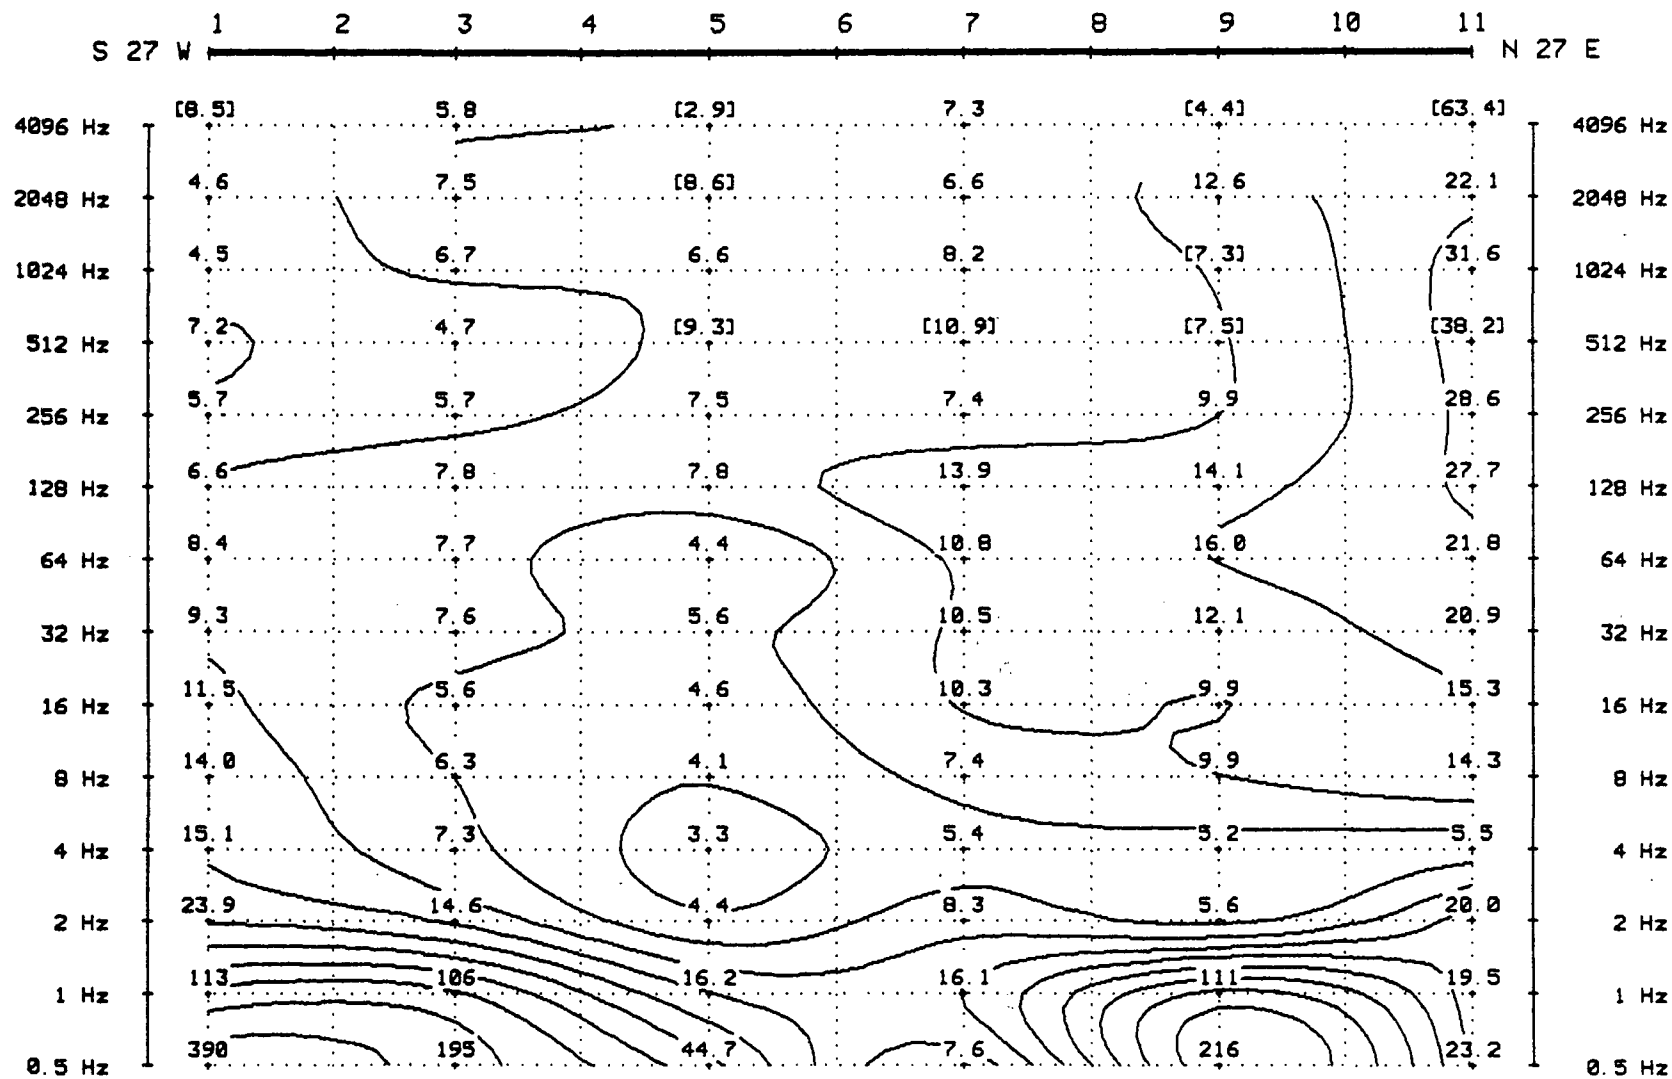 1 2 3 4 5 6 7 8 9 10 11
S 27 W N 27 E
[8.5] 5.8 [2.9] 7.3 [4.4] [63.4]
4096 Hz 4096 Hz
4.6 7.5 [8.6] 6.6 12.6 22.1
2048 Hz 2048 Hz
4.5 6.7 6.6 8.2 [7.3] 31.6
1024 Hz 1024 Hz
7.2 4.7 [9.3] [10.9] [7.5] [38.2]
512 Hz 512 Hz
5.7 5.7 7.5 7.4 9.9 28.6
256 Hz 256 Hz
6.6 7.8 7.8 13.9 14.1 27.7
128 Hz 128 Hz
8.4 7.7 4.4 10.8 16.0 21.8
64 Hz 64 Hz
9.3 7.6 5.6 10.5 12.1 20.9
32 Hz 32 Hz
11.5 5.6 4.6 10.3 9.9 15.3
16 Hz 16 Hz
14.0 6.3 4.1 7.4 9.9 14.3
8 Hz 8 Hz
15.1 7.3 3.3 5.4 5.2 5.5
4 Hz 4 Hz
23.9 14.6 4.4 8.3 5.6 20.0
2 Hz 2 Hz
113 106 16.2 16.1 111 19.5
1 Hz 1 Hz
390 195 44.7 7.6 216 23.2
0.5 Hz 0.5 Hz